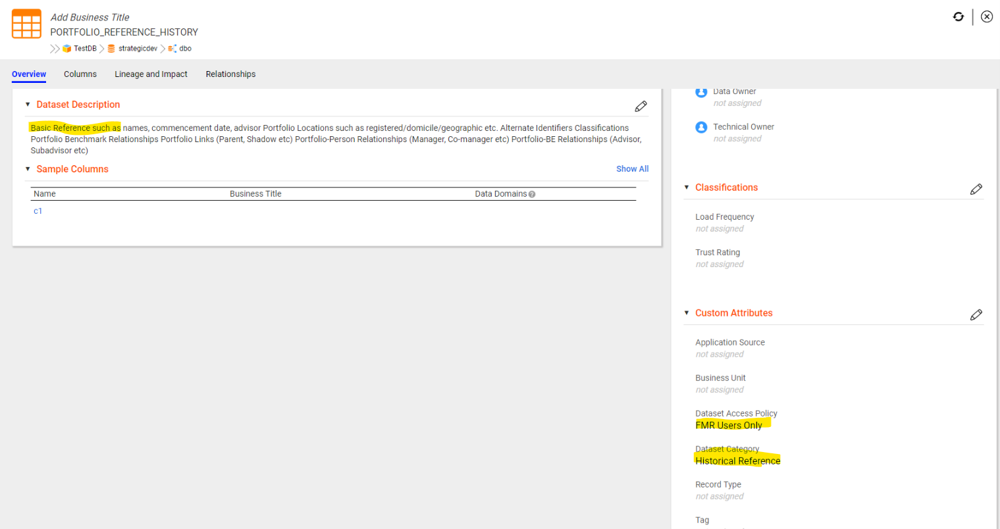 Add Business Title
PORTFOLIO_REFERENCE_HISTORY
TestDB strategicdev dbo
Overview Columns Lineage and Impact Relationships
Dataset Description
Basic Reference such as names, commencement date, advisor Portfolio Locations such as registered/domicile/geographic etc. Alternate Identifiers Classifications
Portfolio Benchmark Relationships Portfolio Links (Parent, Shadow etc) Portfolio-Person Relationships (Manager, Co-manager etc) Portfolio-BE Relationships (Advisor,
Subadvisor etc)
Sample Columns Show All
Name Business Title Data Domains ?
c1
Data Owner
not assigned
Technical Owner
not assigned
Classifications
Load Frequency
not assigned
Trust Rating
not assigned
Custom Attributes
Application Source
not assigned
Business Unit
not assigned
Dataset Access Policy
FMR Users Only
Dataset Category
Historical Reference
Record Type
not assigned
Tag